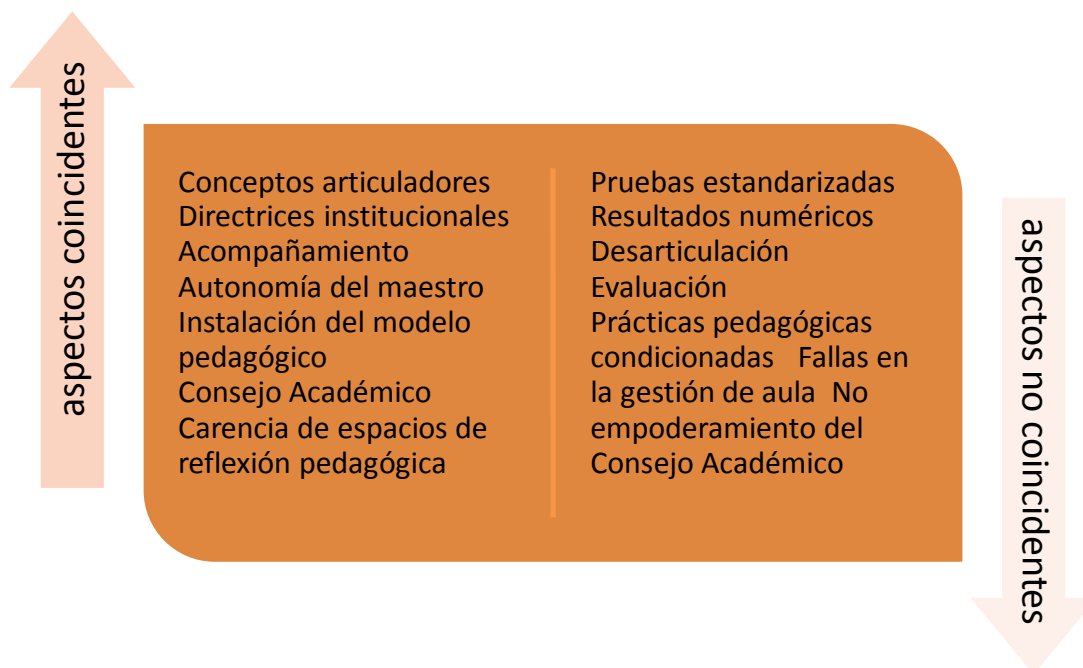 aspectos coincidentes
Conceptos articuladores
Directrices institucionales
Acompañamiento
Autonomía del maestro
Instalación del modelo
pedagógico
Consejo Académico
Carencia de espacios de
reflexión pedagógica
Pruebas estandarizadas
Resultados numéricos
Desarticulación
Evaluación
Prácticas pedagógicas
condicionadas   Fallas en
la gestión de aula  No
empoderamiento del
Consejo Académico
aspectos no coincidentes